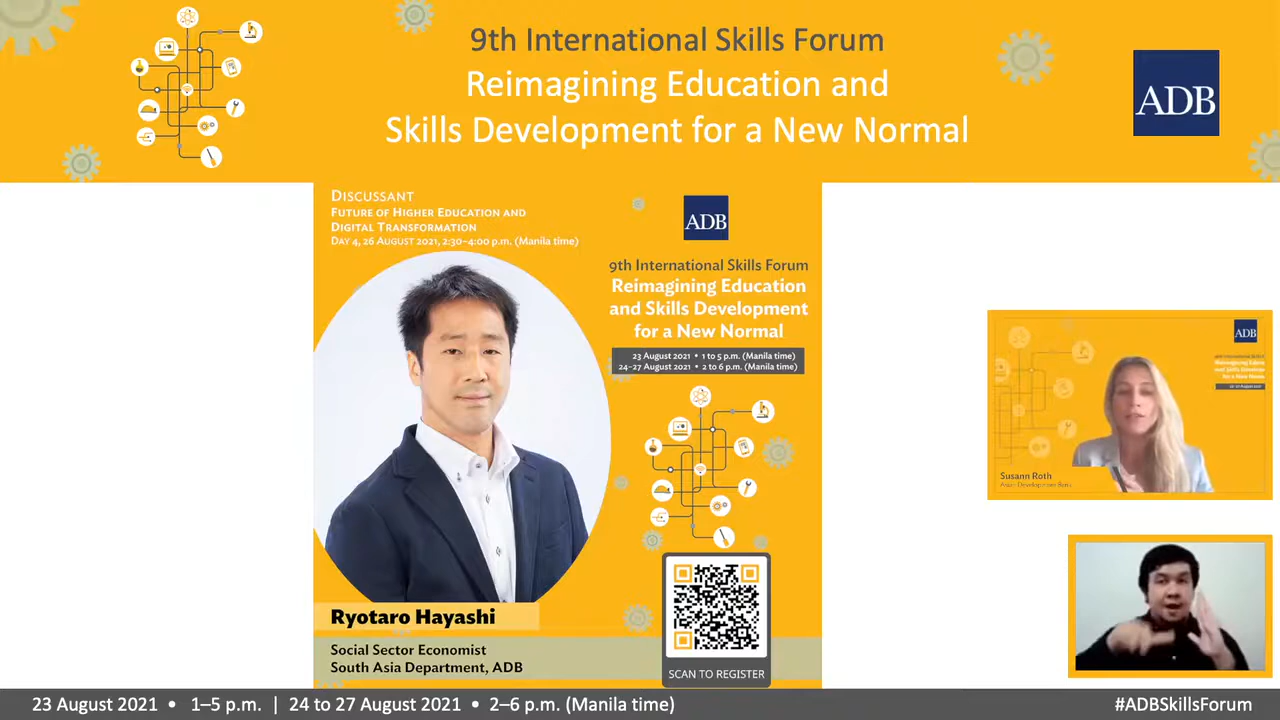 9th International Skills Forum
Reimagining Education and
Skills Development for a New Normal
ADB
DISCUSSANT
FUTURE OF HIGHER EDUCATION AND
DIGITAL TRANSFORMATION
DAY 4, 26 AUGUST 2021, 2:30–4:00 p.m. (Manila time)
ADB
9th International Skills Forum
Reimagining Education
and Skills Development
for a New Normal
23 August 2021 • 1 to 5 p.m. (Manila time)
24–27 August 2021 • 2 to 6 p.m. (Manila time)
Ryotaro Hayashi
Social Sector Economist
South Asia Department, ADB
SCAN TO REGISTER
ADB
Susann Roth
Asian Development Bank
23 August 2021 • 1–5 p.m. | 24 to 27 August 2021 • 2–6 p.m. (Manila time)
#ADBSkillsForum